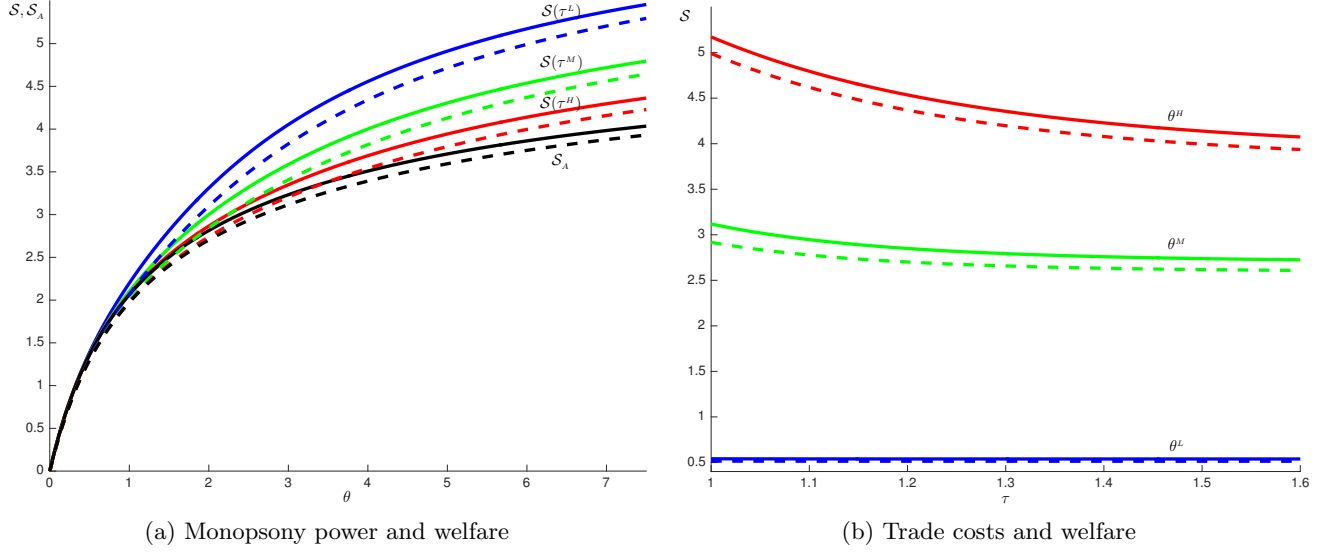 𝒮, 𝒮_A
5
4.5
4
3.5
3
2.5
2
1.5
1
0.5
0
0
1
2
3
4
5
6
7
θ
𝒮(τ^L)
𝒮(τ^M)
𝒮(τ^H)
𝒮_A
(a) Monopsony power and welfare
𝒮
5
4.5
4
3.5
3
2.5
2
1.5
1
0.5
1
1.1
1.2
1.3
1.4
1.5
1.6
τ
θ^H
θ^M
θ^L
(b) Trade costs and welfare